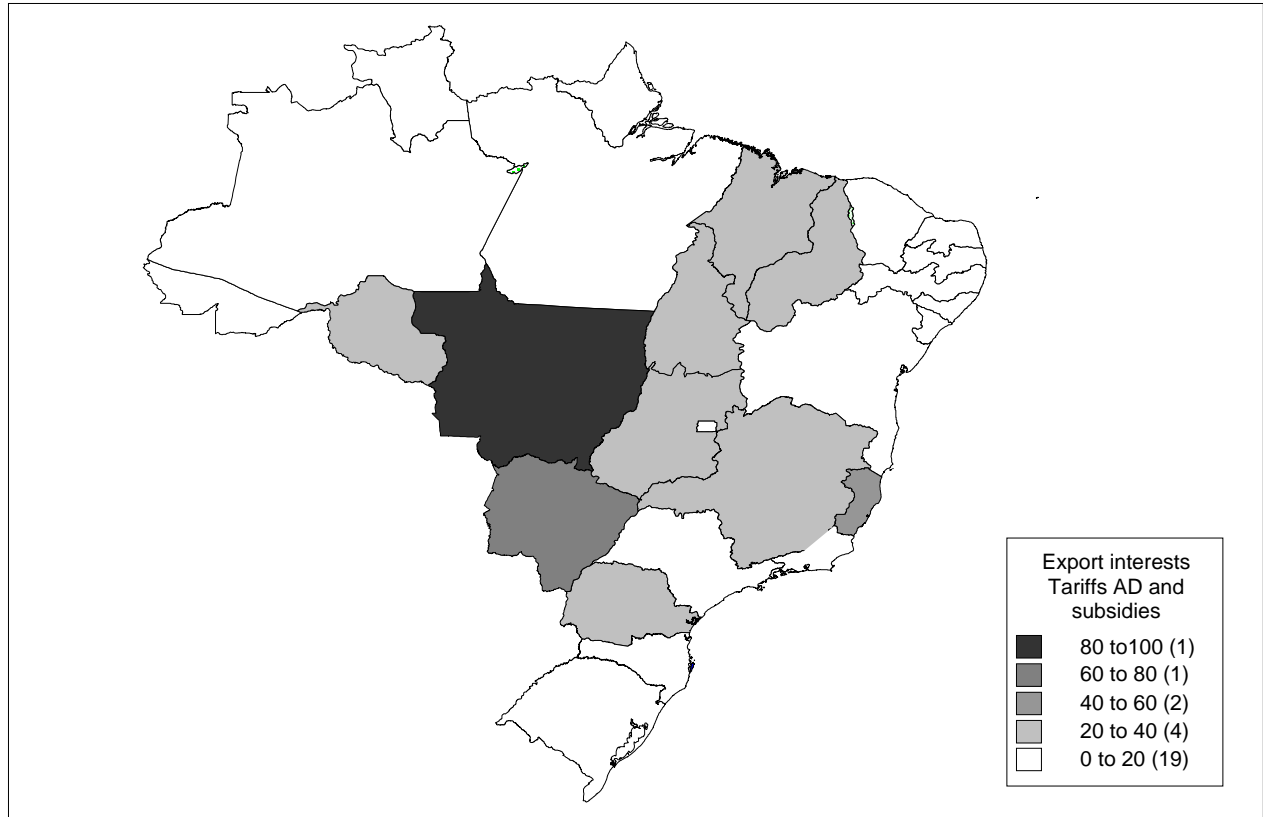 Export interests
Tariffs AD and
subsidies
80 to100 (1)
60 to 80 (1)
40 to 60 (2)
20 to 40 (4)
0 to 20 (19)